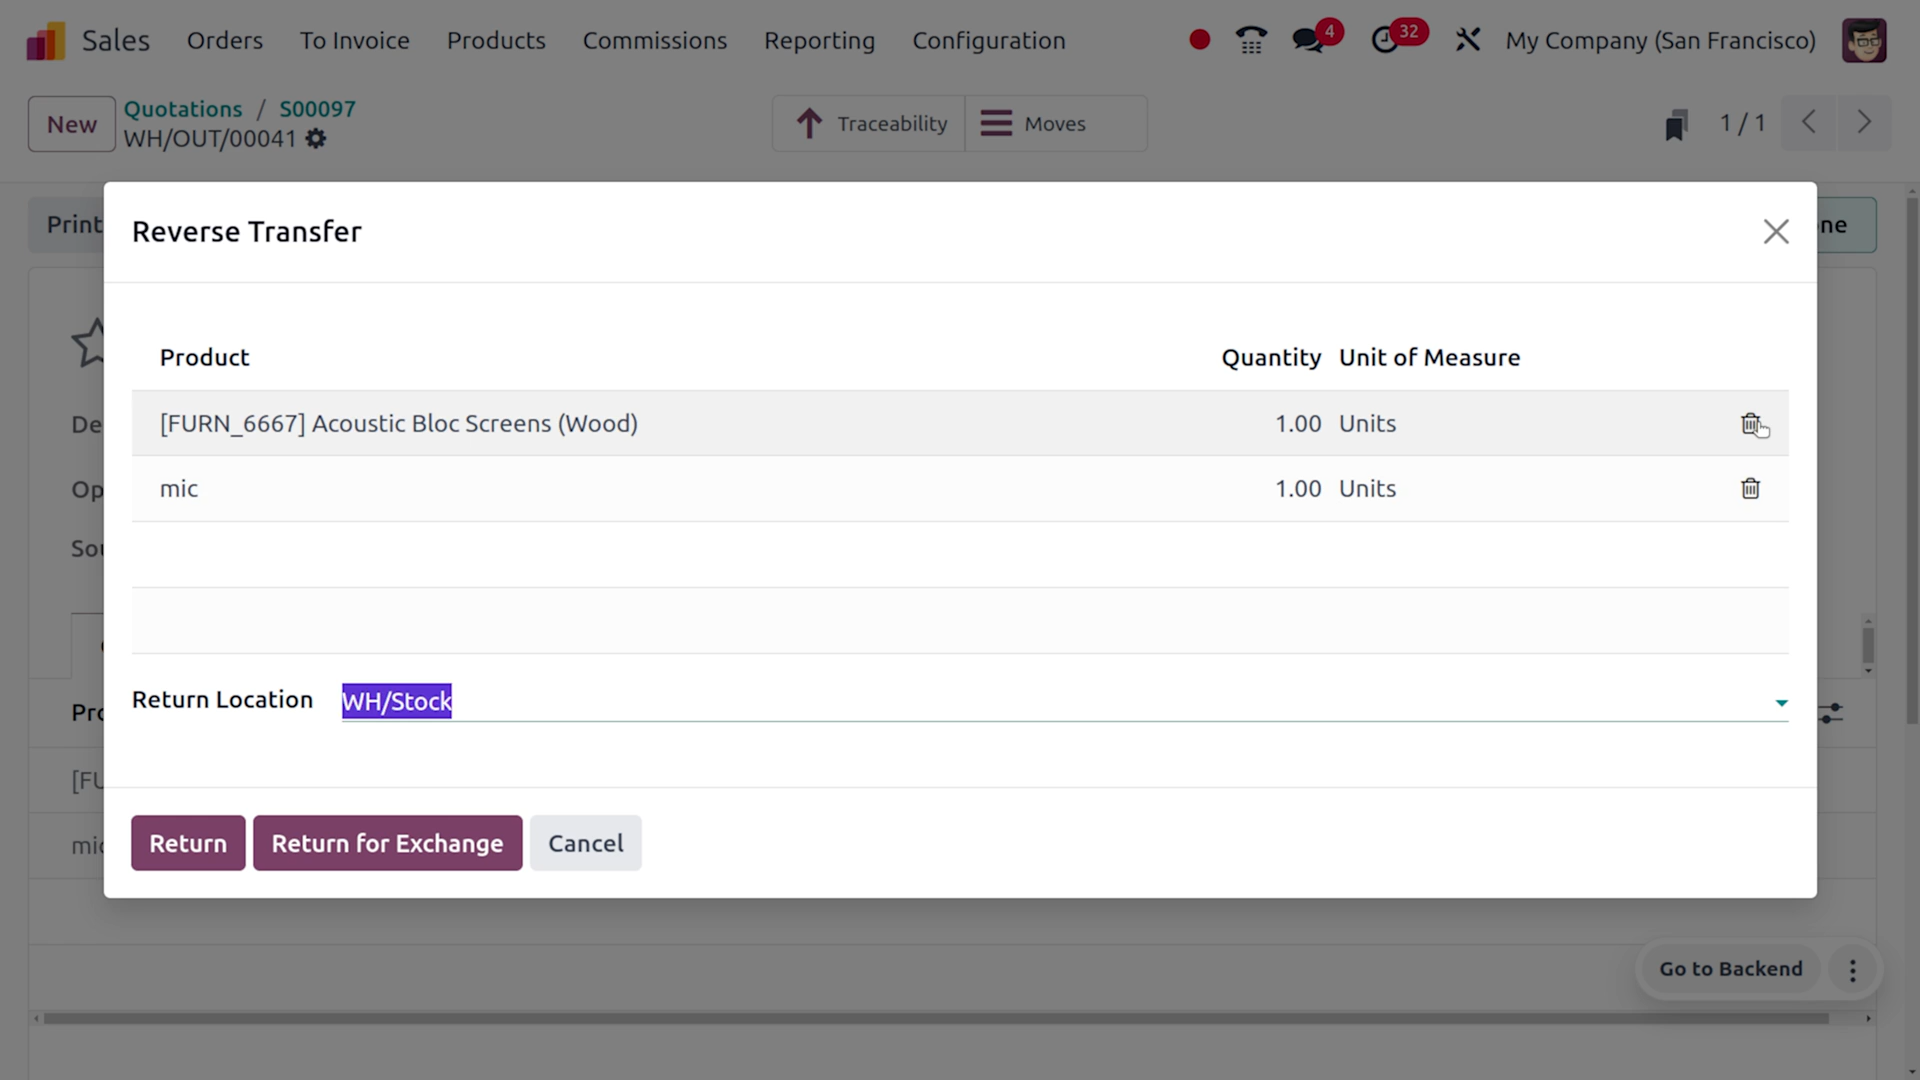 Sales Orders To Invoice Products Commissions Reporting Configuration 4 32 My Company (San Francisco)
New Quotations / S00097 Traceability Moves 1 / 1
WH/OUT/00041
Print
Reverse Transfer
ne
Product Quantity Unit of Measure
[FURN_6667] Acoustic Bloc Screens (Wood) 1.00 Units
De
mic 1.00 Units
Op
Sou
Return Location WH/Stock
Pro
[FU
Return Return for Exchange Cancel
mic
Go to Backend